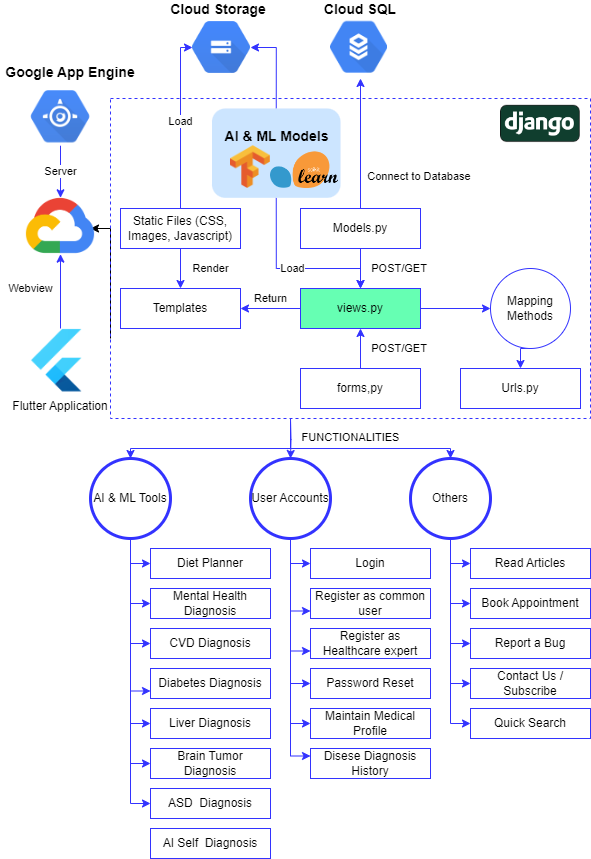 Cloud Storage
Cloud SQL
Google App Engine
django
Load
AI & ML Models
learn
Server
Connect to Database
Static Files (CSS,
Images, Javascript)
Models.py
Webview
Render
Load
POST/GET
Templates
Return
views.py
Mapping
Methods
POST/GET
Flutter Application
forms,py
Urls.py
FUNCTIONALITIES
AI & ML Tools
User Accounts
Others
Diet Planner
Mental Health
Diagnosis
CVD Diagnosis
Diabetes Diagnosis
Liver Diagnosis
Brain Tumor
Diagnosis
ASD  Diagnosis
AI Self  Diagnosis
Login
Register as common
user
Register as
Healthcare expert
Password Reset
Maintain Medical
Profile
Disese Diagnosis
History
Read Articles
Book Appointment
Report a Bug
Contact Us /
Subscribe
Quick Search